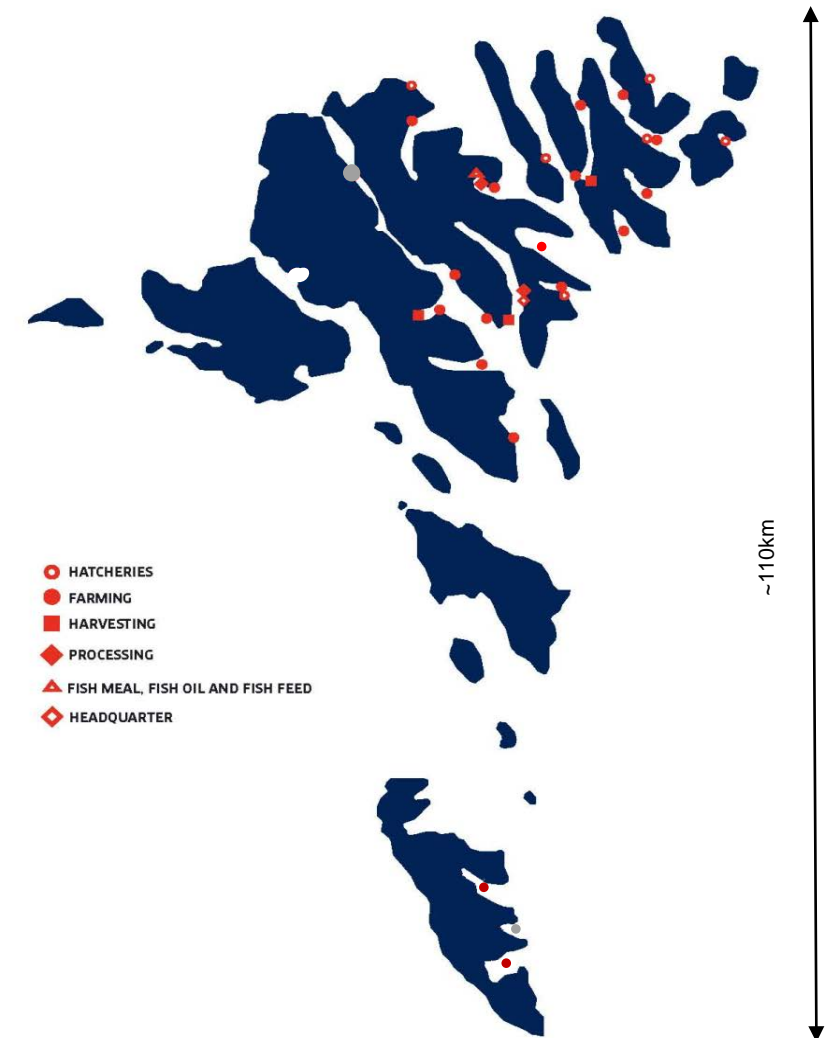 HATCHERIES
FARMING
HARVESTING
PROCESSING
FISH MEAL, FISH OIL AND FISH FEED
HEADQUARTER
~110km